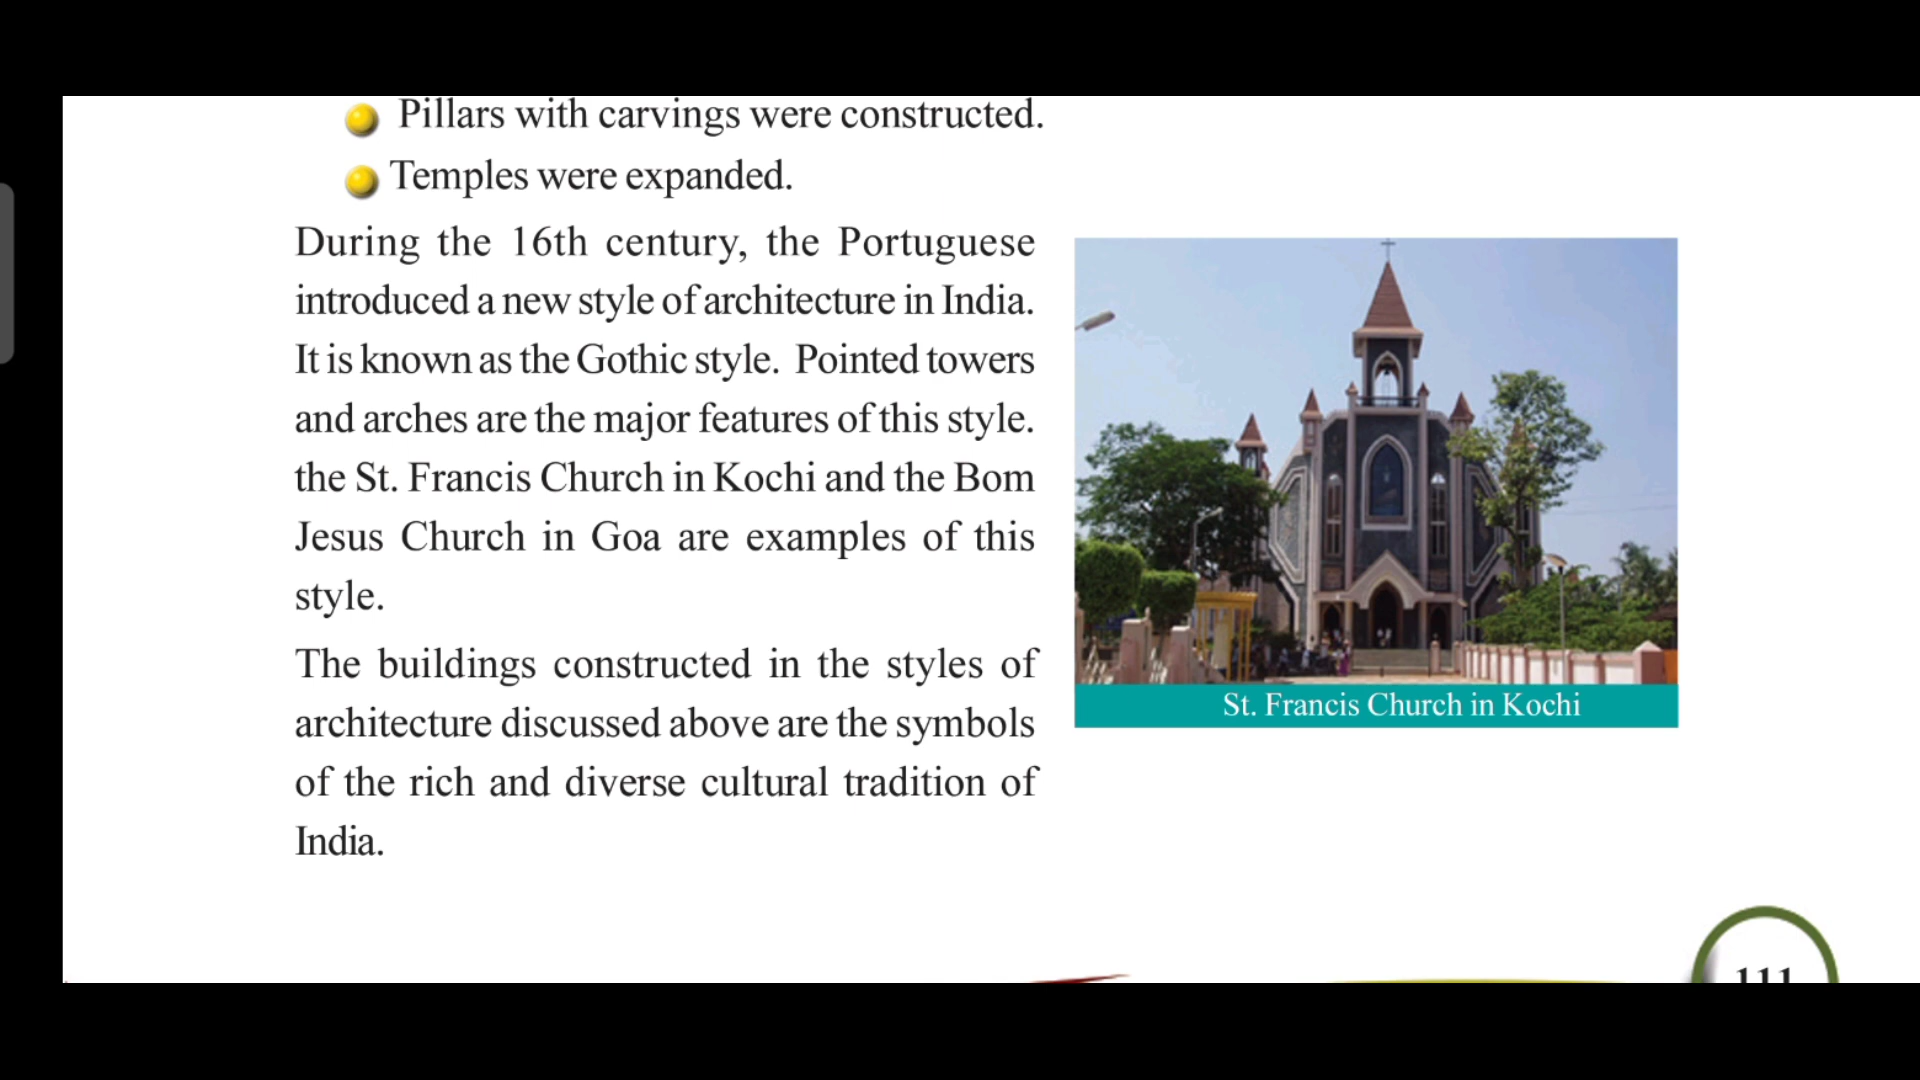 Pillars with carvings were constructed.
Temples were expanded.
During the 16th century, the Portuguese
introduced a new style of architecture in India.
It is known as the Gothic style. Pointed towers
and arches are the major features of this style.
the St. Francis Church in Kochi and the Bom
Jesus Church in Goa are examples of this
style.
The buildings constructed in the styles of
architecture discussed above are the symbols
of the rich and diverse cultural tradition of
India.
St. Francis Church in Kochi
111